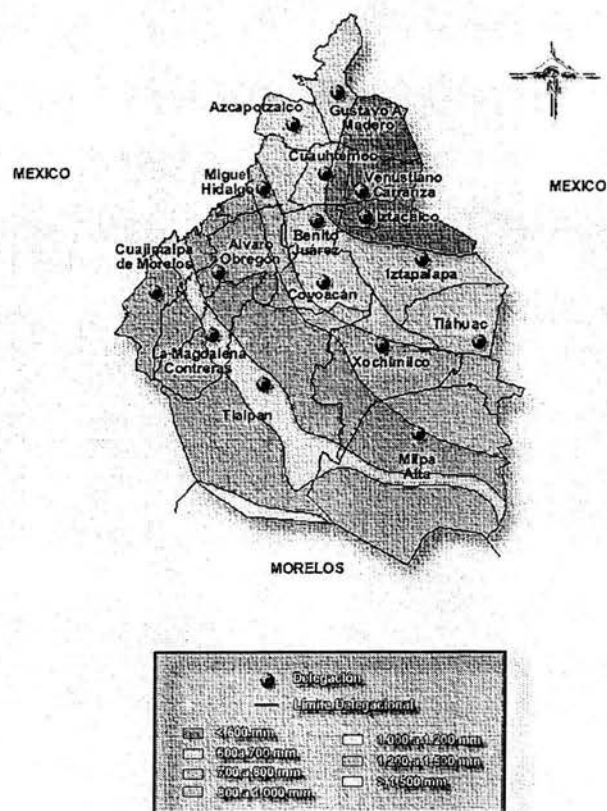 Azcapotzalco
Gustavo A.
Madero
Cuauhtémoc
MEXICO
Miguel
Hidalgo
Venustiano
Carranza
MEXICO
Iztacalco
Benito
Juárez
Alvaro
Obregón
Cuajimalpa
de Morelos
Iztapalapa
Coyoacán
Tláhuac
La Magdalena
Contreras
Xochimilco
Tlalpan
Milpa
Alta
MORELOS
Delegación
Límite Delegacional
< 600 mm.
600 a 700 mm.
700 a 800 mm.
800 a 1,000 mm.
1,000 a 1,200 mm.
1,200 a 1,500 mm.
> 1,500 mm.